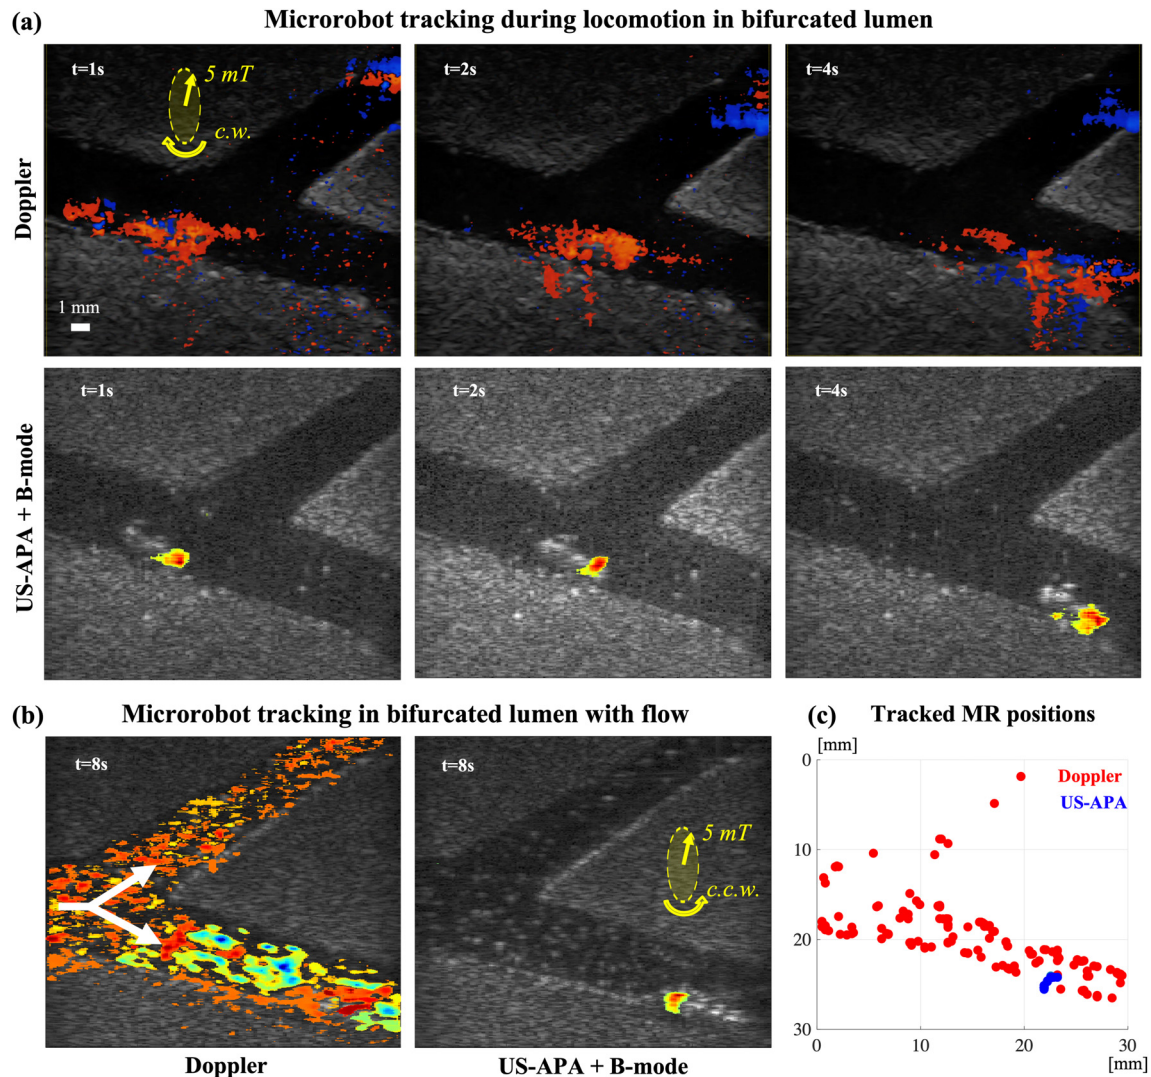 (a) Microrobot tracking during locomotion in bifurcated lumen
Doppler
t=1s
5 mT
c.w.
1 mm
t=2s
t=4s
US-APA + B-mode
t=1s
t=2s
t=4s
(b) Microrobot tracking in bifurcated lumen with flow
t=8s
Doppler
t=8s
5 mT
c.c.w.
US-APA + B-mode
(c) Tracked MR positions
[mm]
0
Doppler
US-APA
10
20
30
0 10 20 30
[mm]